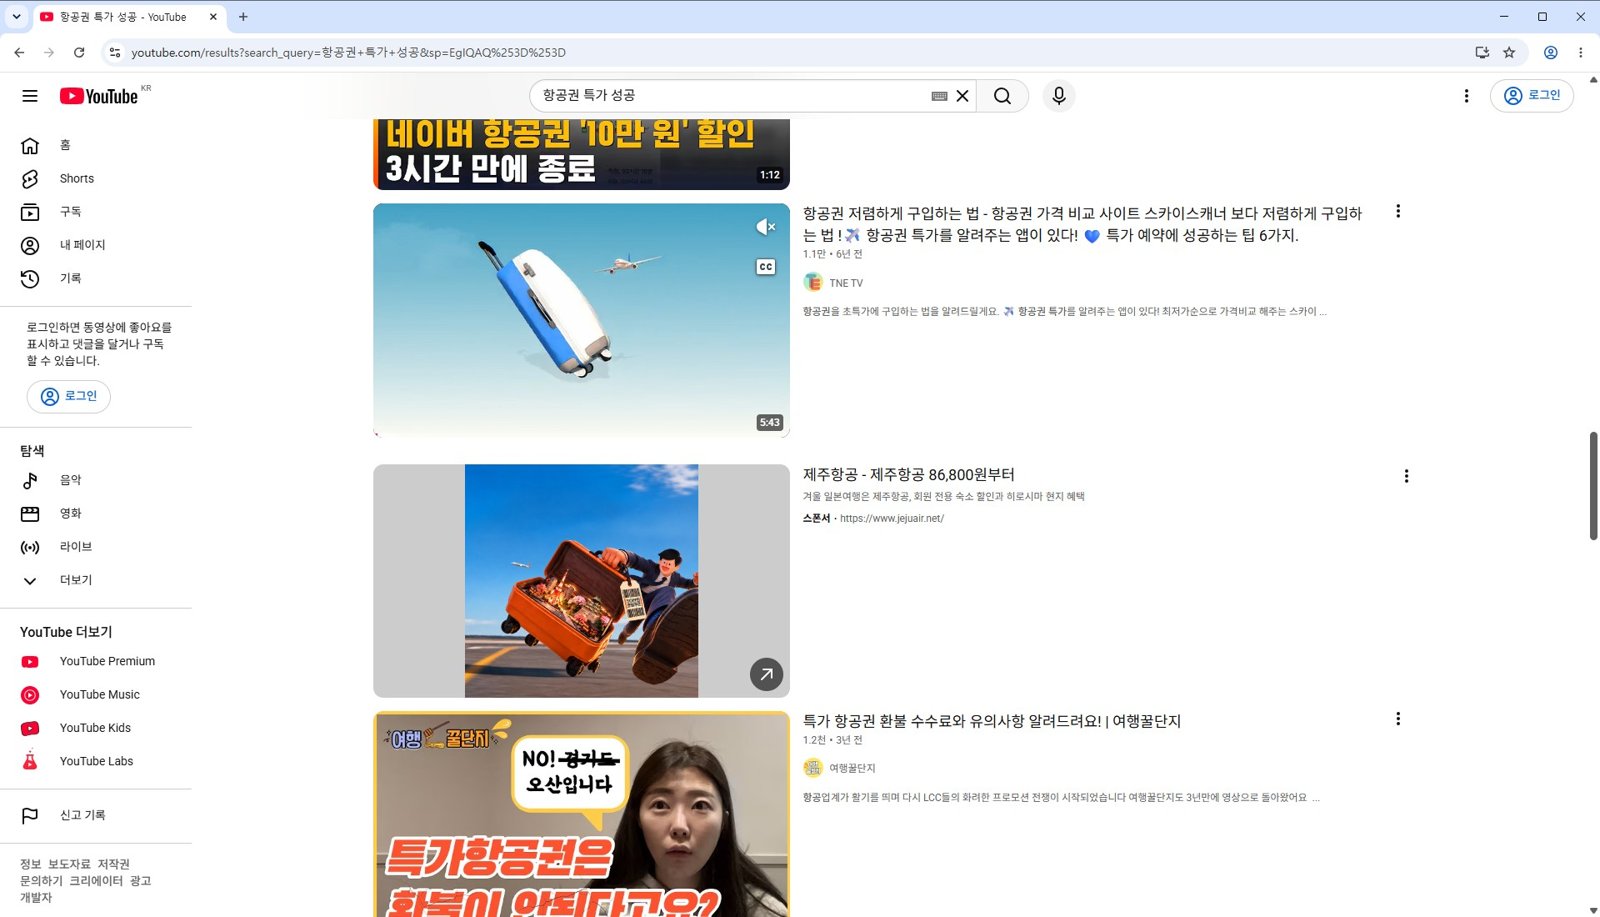 항공권 특가 성공 - YouTube
youtube.com/results?search_query=항공권+특가+성공&sp=EgIQAQ%253D%253D
YouTube KR
항공권 특가 성공
로그인
홈
Shorts
구독
내 페이지
기록
로그인하면 동영상에 좋아요를
표시하고 댓글을 달거나 구독
할 수 있습니다.
로그인
탐색
음악
영화
라이브
더보기
YouTube 더보기
YouTube Premium
YouTube Music
YouTube Kids
YouTube Labs
신고 기록
정보 보도자료 저작권
문의하기 크리에이터 광고
개발자
네이버 항공권 '10만 원' 할인
3시간 만에 종료
1:12
CC
5:43
항공권 저렴하게 구입하는 법 - 항공권 가격 비교 사이트 스카이스캐너 보다 저렴하게 구입하
는 법 ! ✈️ 항공권 특가를 알려주는 앱이 있다! 💙 특가 예약에 성공하는 팁 6가지.
1.1만 • 6년 전
TNE TV
항공권을 초특가에 구입하는 법을 알려드릴게요. ✈️ 항공권 특가를 알려주는 앱이 있다! 최저가순으로 가격비교 해주는 스카이 ...
제주항공 - 제주항공 86,800원부터
겨울 일본여행은 제주항공, 회원 전용 숙소 할인과 히로시마 현지 혜택
스폰서 · https://www.jejuair.net/
여행꿀단지
NO! 경기도
오산입니다
특가항공권은
환불이 안된다고요?
특가 항공권 환불 수수료와 유의사항 알려드려요! | 여행꿀단지
1.2천 • 3년 전
여행꿀단지
항공업계가 활기를 띄며 다시 LCC들의 화려한 프로모션 전쟁이 시작되었습니다 여행꿀단지도 3년만에 영상으로 돌아왔어요 ...